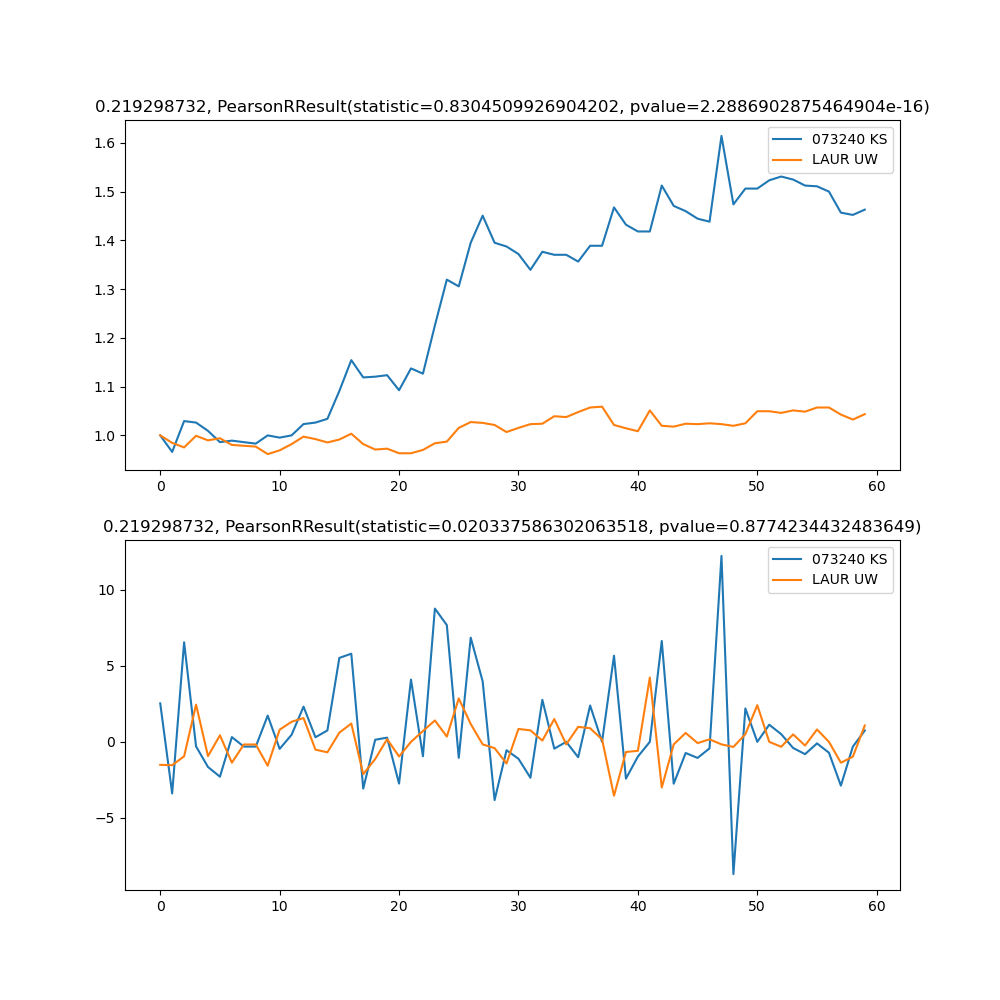 0.219298732, PearsonRResult(statistic=0.8304509926904202, pvalue=2.2886902875464904e-16)
073240 KS
LAUR UW
1.6
1.5
1.4
1.3
1.2
1.1
1.0
0 10 20 30 40 50 60
0.219298732, PearsonRResult(statistic=0.020337586302063518, pvalue=0.8774234432483649)
073240 KS
LAUR UW
10
5
0
−5
0 10 20 30 40 50 60